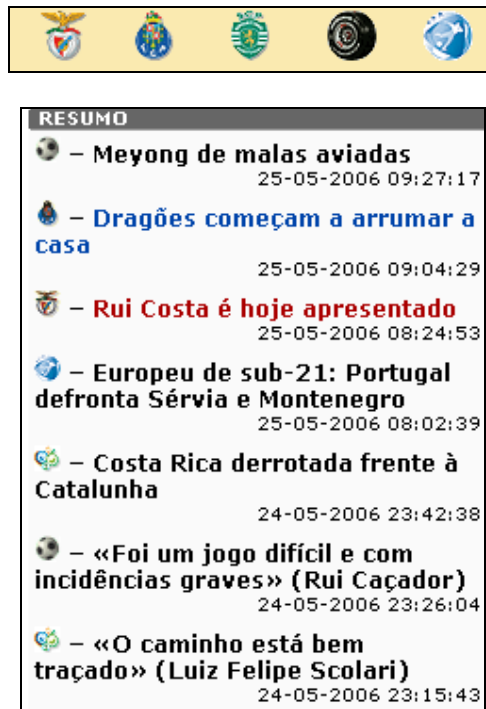 RESUMO
– Meyong de malas aviadas
25-05-2006 09:27:17
– Dragões começam a arrumar a
casa
25-05-2006 09:04:29
– Rui Costa é hoje apresentado
25-05-2006 08:24:53
– Europeu de sub-21: Portugal
defronta Sérvia e Montenegro
25-05-2006 08:02:39
– Costa Rica derrotada frente à
Catalunha
24-05-2006 23:42:38
– «Foi um jogo difícil e com
incidências graves» (Rui Caçador)
24-05-2006 23:26:04
– «O caminho está bem
traçado» (Luiz Felipe Scolari)
24-05-2006 23:15:43